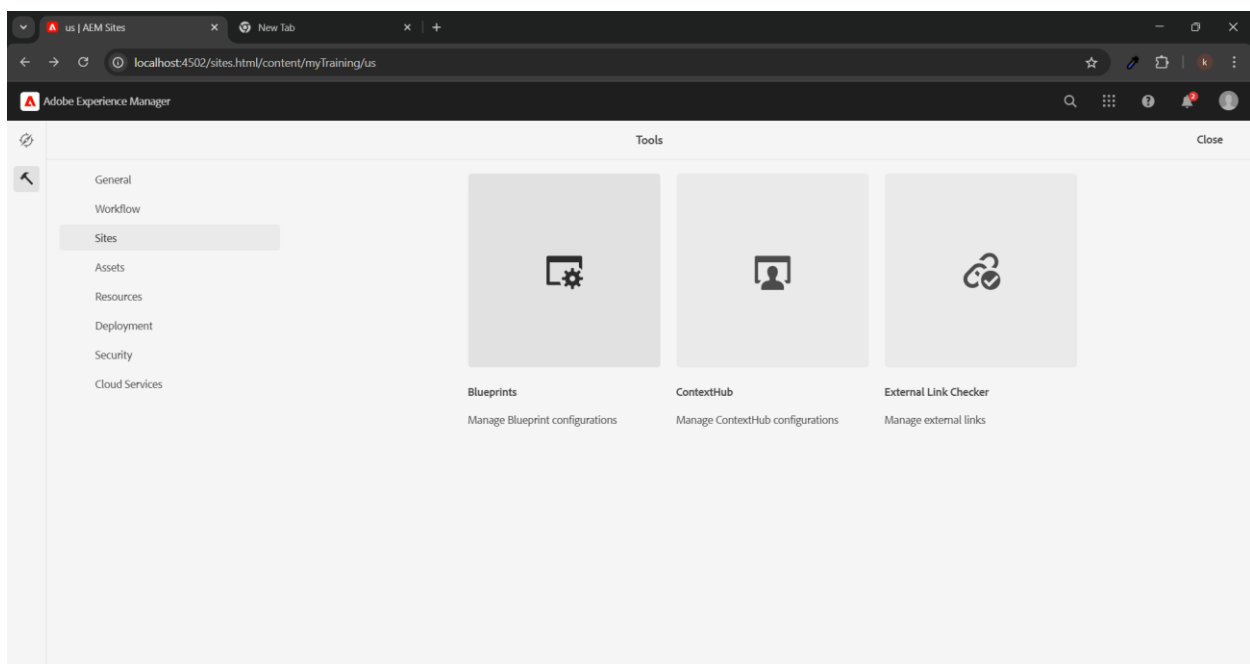 us | AEM Sites
New Tab
localhost:4502/sites.html/content/myTraining/us
k
Adobe Experience Manager
2
Tools
Close
General
Workflow
Sites
Assets
Resources
Deployment
Security
Cloud Services
Blueprints
Manage Blueprint configurations
ContextHub
Manage ContextHub configurations
External Link Checker
Manage external links